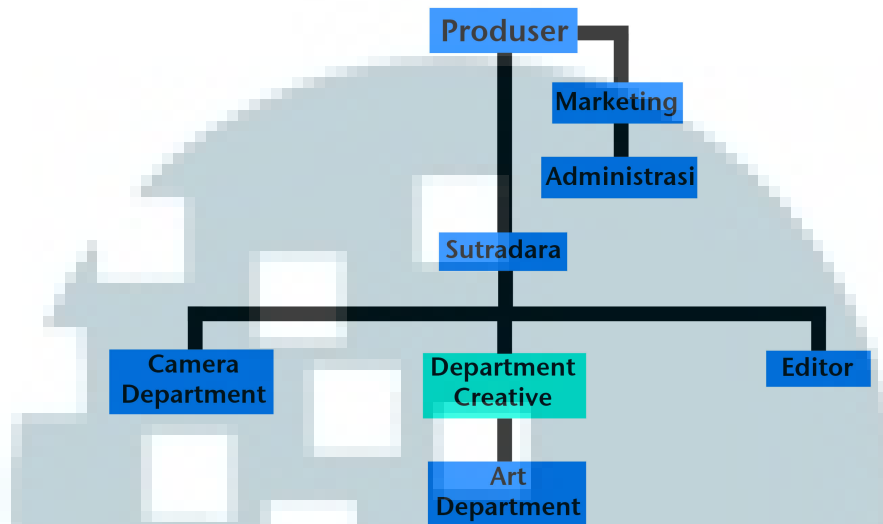 Produser
Marketing
Administrasi
Sutradara
Camera
Department
Department
Creative
Editor
Art
Department